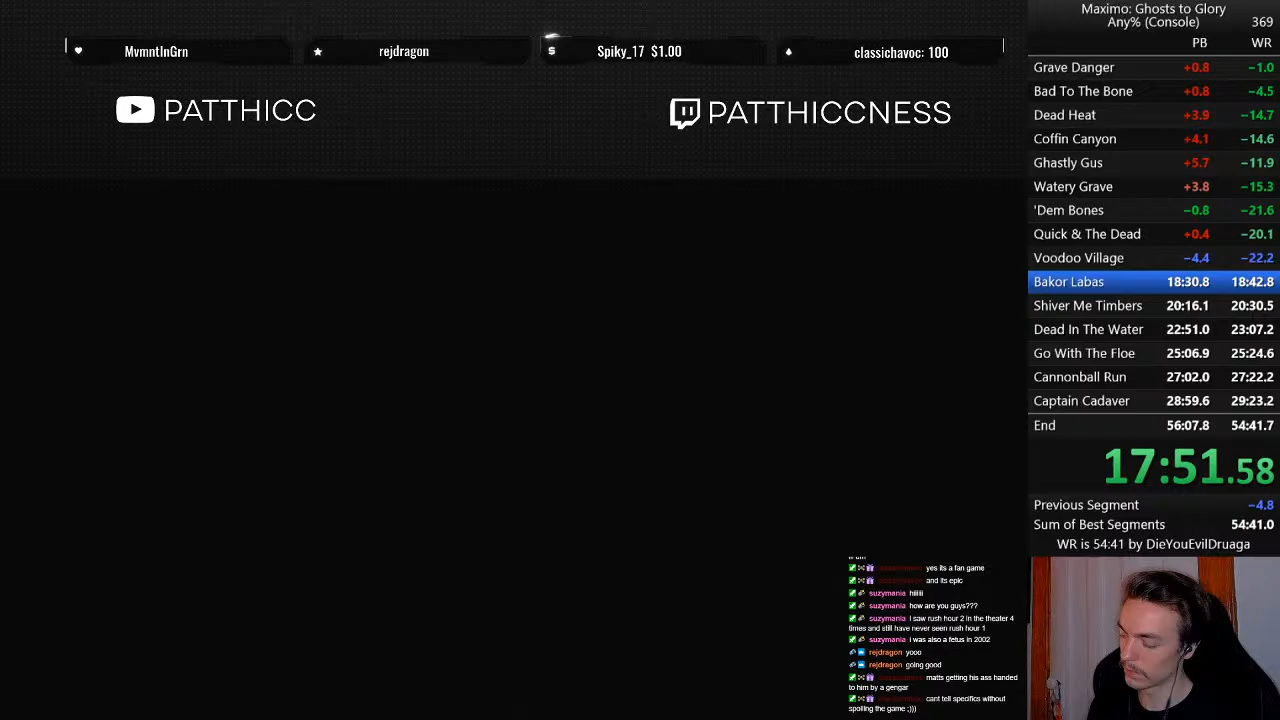 MvmntInGrn
rejdragon
Spiky_17 $1.00
classichavoc: 100
PATTHICC
PATTHICCNESS
Maximo: Ghosts to Glory
Any% (Console) 369
PB WR
Grave Danger +0.8 −1.0
Bad To The Bone +0.8 −4.5
Dead Heat +3.9 −14.7
Coffin Canyon +4.1 −14.6
Ghastly Gus +5.7 −11.9
Watery Grave +3.8 −15.3
'Dem Bones −0.8 −21.6
Quick & The Dead +0.4 −20.1
Voodoo Village −4.4 −22.2
Bakor Labas 18:30.8 18:42.8
Shiver Me Timbers 20:16.1 20:30.5
Dead In The Water 22:51.0 23:07.2
Go With The Floe 25:06.9 25:24.6
Cannonball Run 27:02.0 27:22.2
Captain Cadaver 28:59.6 29:23.2
End 56:07.8 54:41.7
17:51.58
Previous Segment −4.8
Sum of Best Segments 54:41.0
WR is 54:41 by DieYouEvilDruaga
yes its a fan game
and its epic
suzymania hiiiiii
suzymania how are you guys???
suzymania i saw rush hour 2 in the theater 4
times and still have never seen rush hour 1
suzymania i was also a fetus in 2002
rejdragon yooo
rejdragon going good
matts getting his ass handed
to him by a gengar
cant tell specifics without
spoiling the game ;)))